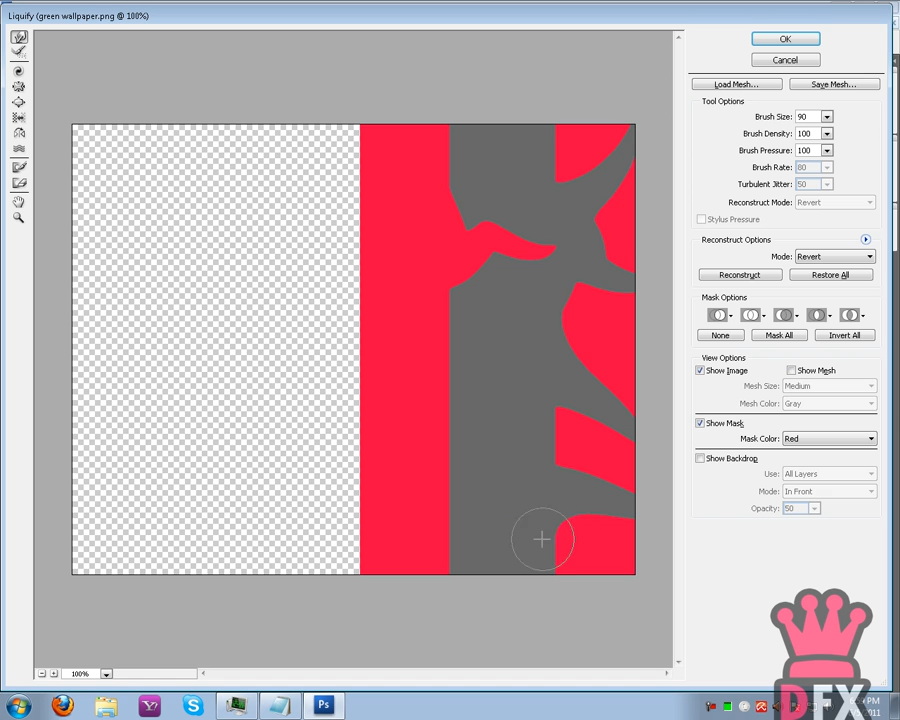 Liquify (green wallpaper.png @ 100%)
OK
Cancel
Load Mesh...
Save Mesh...
Tool Options
Brush Size: 90
Brush Density: 100
Brush Pressure: 100
Brush Rate: 80
Turbulent Jitter: 50
Reconstruct Mode: Revert
Stylus Pressure
Reconstruct Options
Mode: Revert
Reconstruct
Restore All
Mask Options
None
Mask All
Invert All
View Options
Show Image
Show Mesh
Mesh Size: Medium
Mesh Color: Gray
Show Mask
Mask Color: Red
Show Backdrop
Use: All Layers
Mode: In Front
Opacity: 50
100%
Ps
DFX